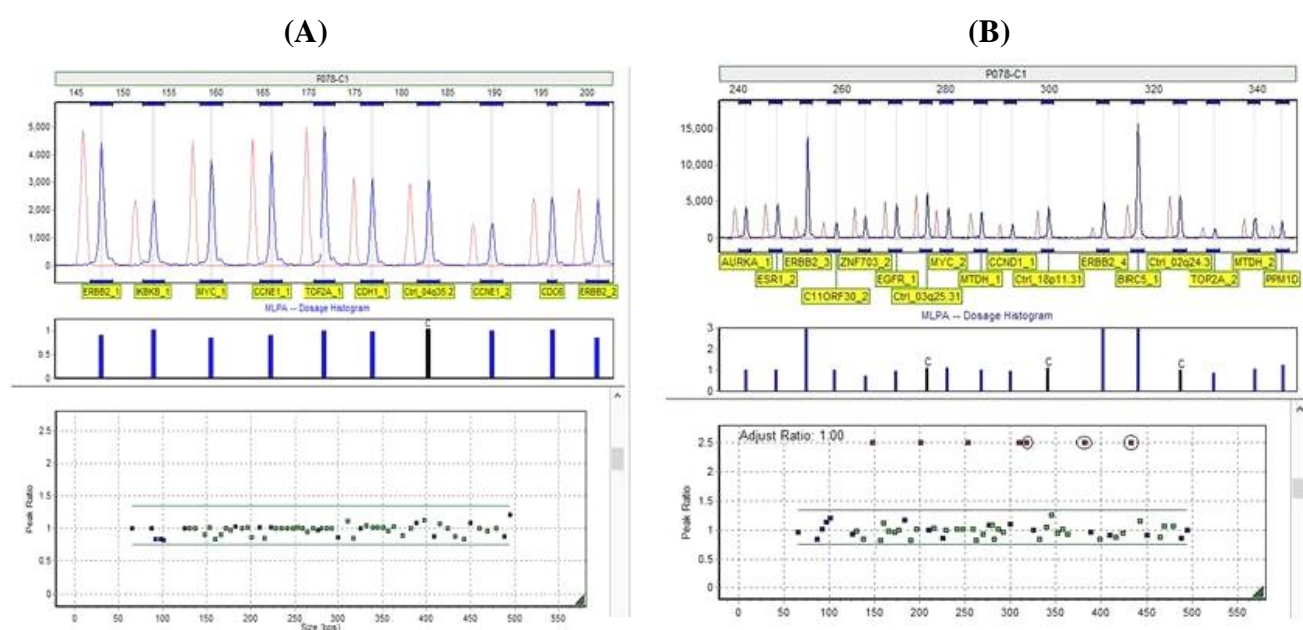 (A)
P078-C1
145 150 155 160 165 170 175 180 185 190 195 200
5,000
4,000
3,000
2,000
1,000
0
ERBB2_1 IKBKB_1 MYC_1 CCNE1_1 TOP2A_1 CDH1_1 Ctrl_04q35.2 CCNE1_2 CDC6 ERBB2_2
MLPA -- Dosage Histogram
C
1
0.5
0
2.5
2
1.5
1
0.5
0
Peak Ratio
0 50 100 150 200 250 300 350 400 450 500 550
(B)
P078-C1
240 260 280 300 320 340
15,000
10,000
5,000
0
AURKA_1 ERBB2_3 ZNF703_2 MYC_2 CCND1_1 ERBB2_4 Ctrl_02q24.3 MTDH_2
ESR1_2 EGFR_1 MTDH_1 Ctrl_18p11.31 BIRC5_1 TOP2A_2 PPM1D
C11ORF30_2 Ctrl_03q25.31
MLPA -- Dosage Histogram
3
2
1
0
C C C
Adjust Ratio: 1.00
2.5
2
1.5
1
0.5
0
Peak Ratio
0 50 100 150 200 250 300 350 400 450 500 550